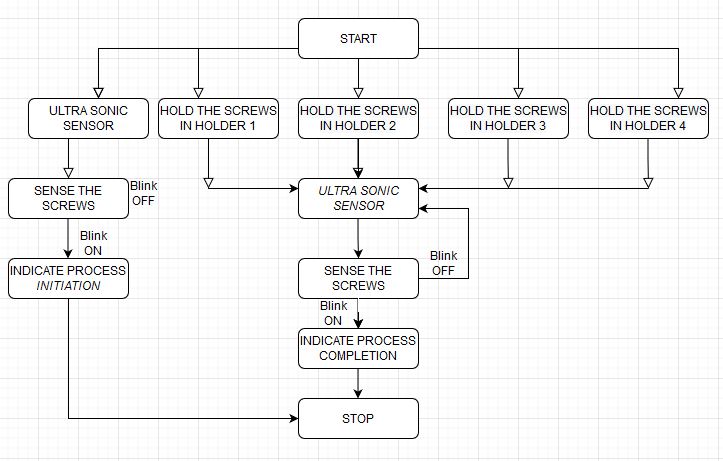 START
ULTRA SONIC
SENSOR
HOLD THE SCREWS
IN HOLDER 1
HOLD THE SCREWS
IN HOLDER 2
HOLD THE SCREWS
IN HOLDER 3
HOLD THE SCREWS
IN HOLDER 4
SENSE THE
SCREWS
Blink
OFF
ULTRA SONIC
SENSOR
Blink
ON
INDICATE PROCESS
INITIATION
SENSE THE
SCREWS
Blink
OFF
Blink
ON
INDICATE PROCESS
COMPLETION
STOP